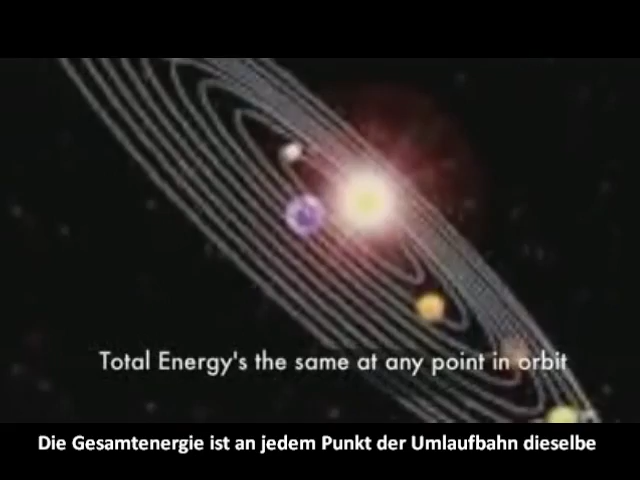 Total Energy's the same at any point in orbit
Die Gesamtenergie ist an jedem Punkt der Umlaufbahn dieselbe